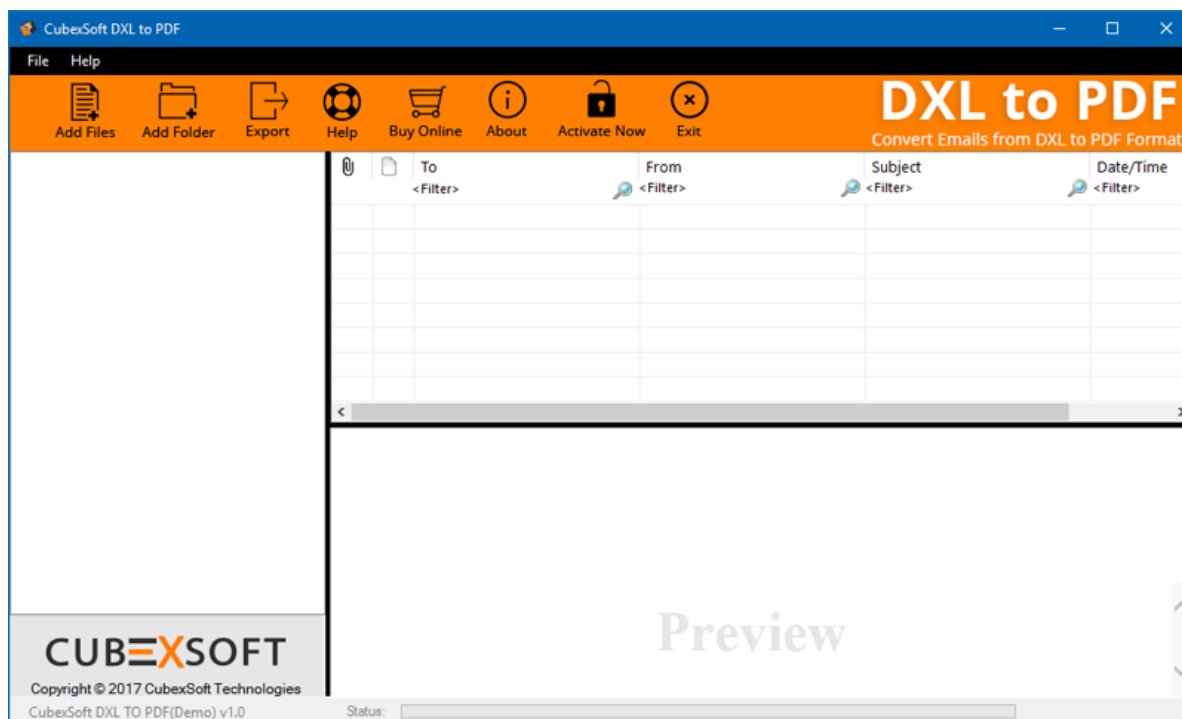 CubexSoft DXL to PDF
File Help
Add Files Add Folder Export Help Buy Online About Activate Now Exit
DXL to PDF
Convert Emails from DXL to PDF Format
To From Subject Date/Time
<Filter> <Filter> <Filter> <Filter>
Preview
CUBEXSOFT
Copyright © 2017 CubexSoft Technologies
CubexSoft DXL TO PDF(Demo) v1.0 Status: